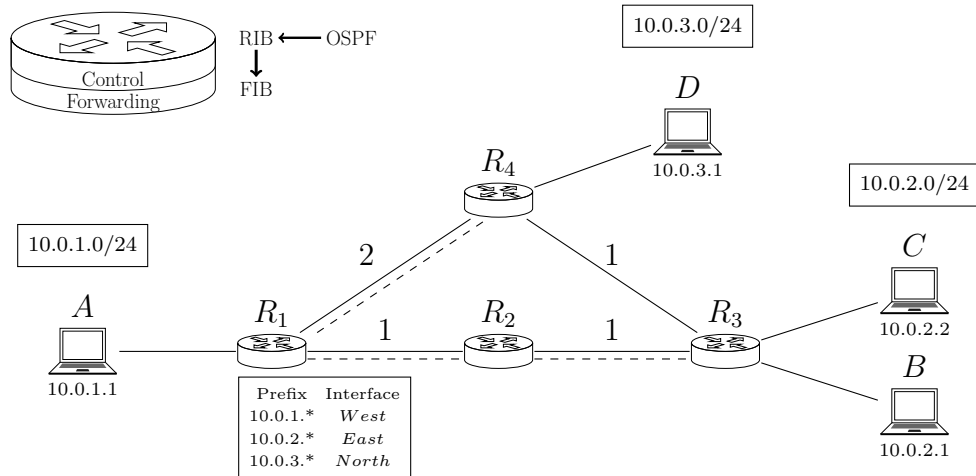 10.0.3.0/24
RIB OSPF
Control
FIB
Forwarding
D
10.0.3.1
R4
10.0.2.0/24
10.0.1.0/24
2
1
C
10.0.2.2
A
10.0.1.1
R1
1
R2
1
R3
B
10.0.2.1
Prefix Interface
10.0.1.* West
10.0.2.* East
10.0.3.* North